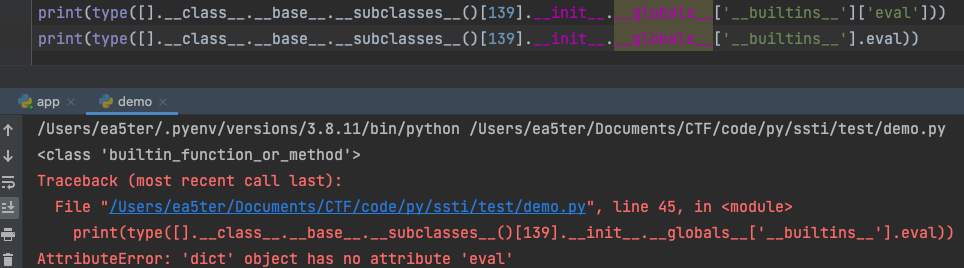 print(type([].__class__.__base__.__subclasses__()[139].__init__.__globals__['__builtins__']['eval']))
print(type([].__class__.__base__.__subclasses__()[139].__init__.__globals__['__builtins__'].eval))
app × demo ×
/Users/ea5ter/.pyenv/versions/3.8.11/bin/python /Users/ea5ter/Documents/CTF/code/py/ssti/test/demo.py
<class 'builtin_function_or_method'>
Traceback (most recent call last):
  File "/Users/ea5ter/Documents/CTF/code/py/ssti/test/demo.py", line 45, in <module>
    print(type([].__class__.__base__.__subclasses__()[139].__init__.__globals__['__builtins__'].eval))
AttributeError: 'dict' object has no attribute 'eval'